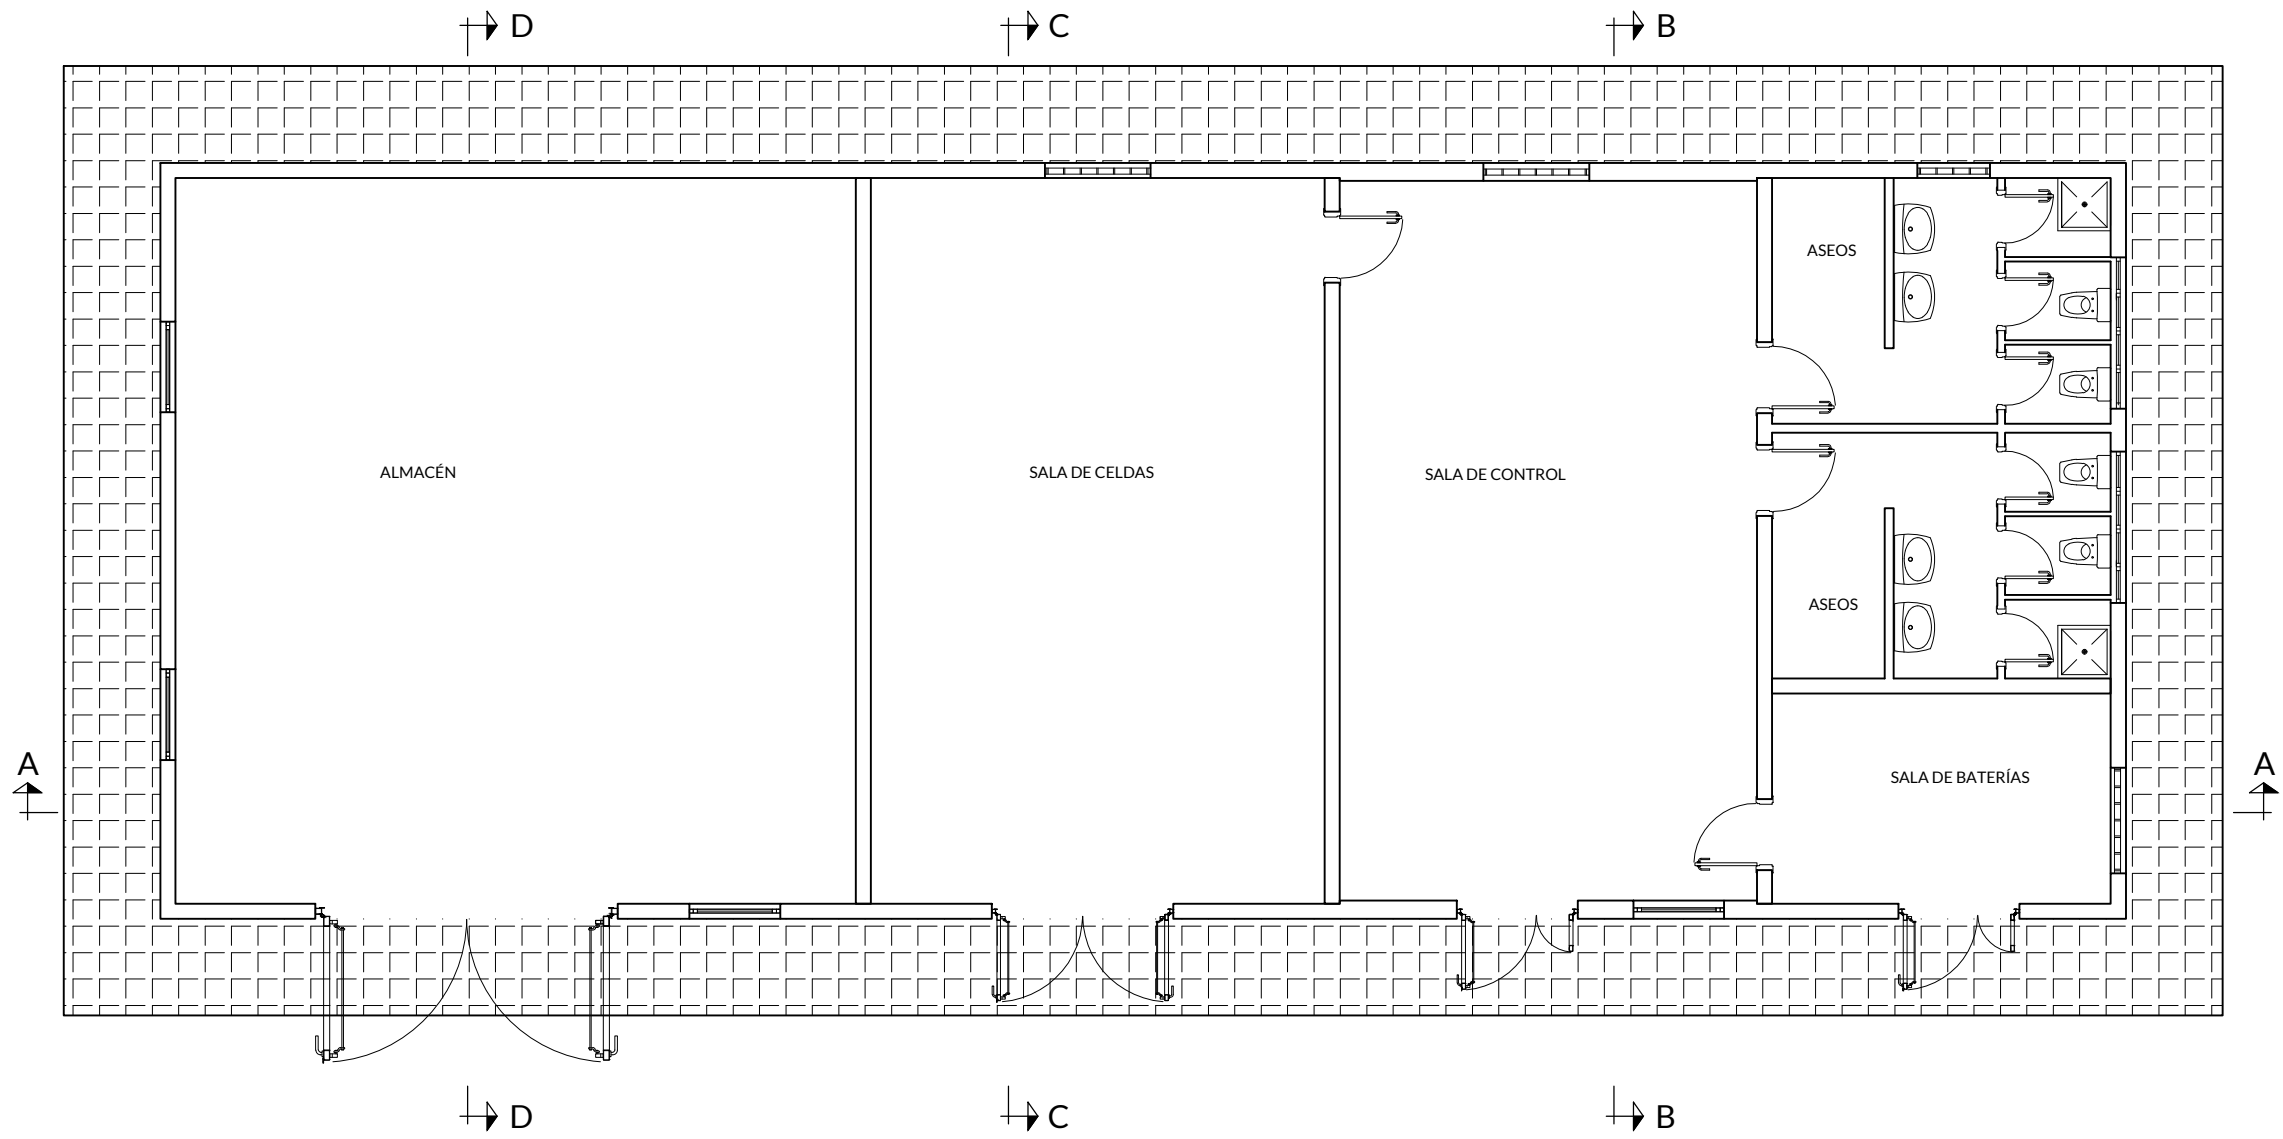 D
C
B
ASEOS
ALMACÉN
SALA DE CELDAS
SALA DE CONTROL
ASEOS
A
A
SALA DE BATERÍAS
D
C
B